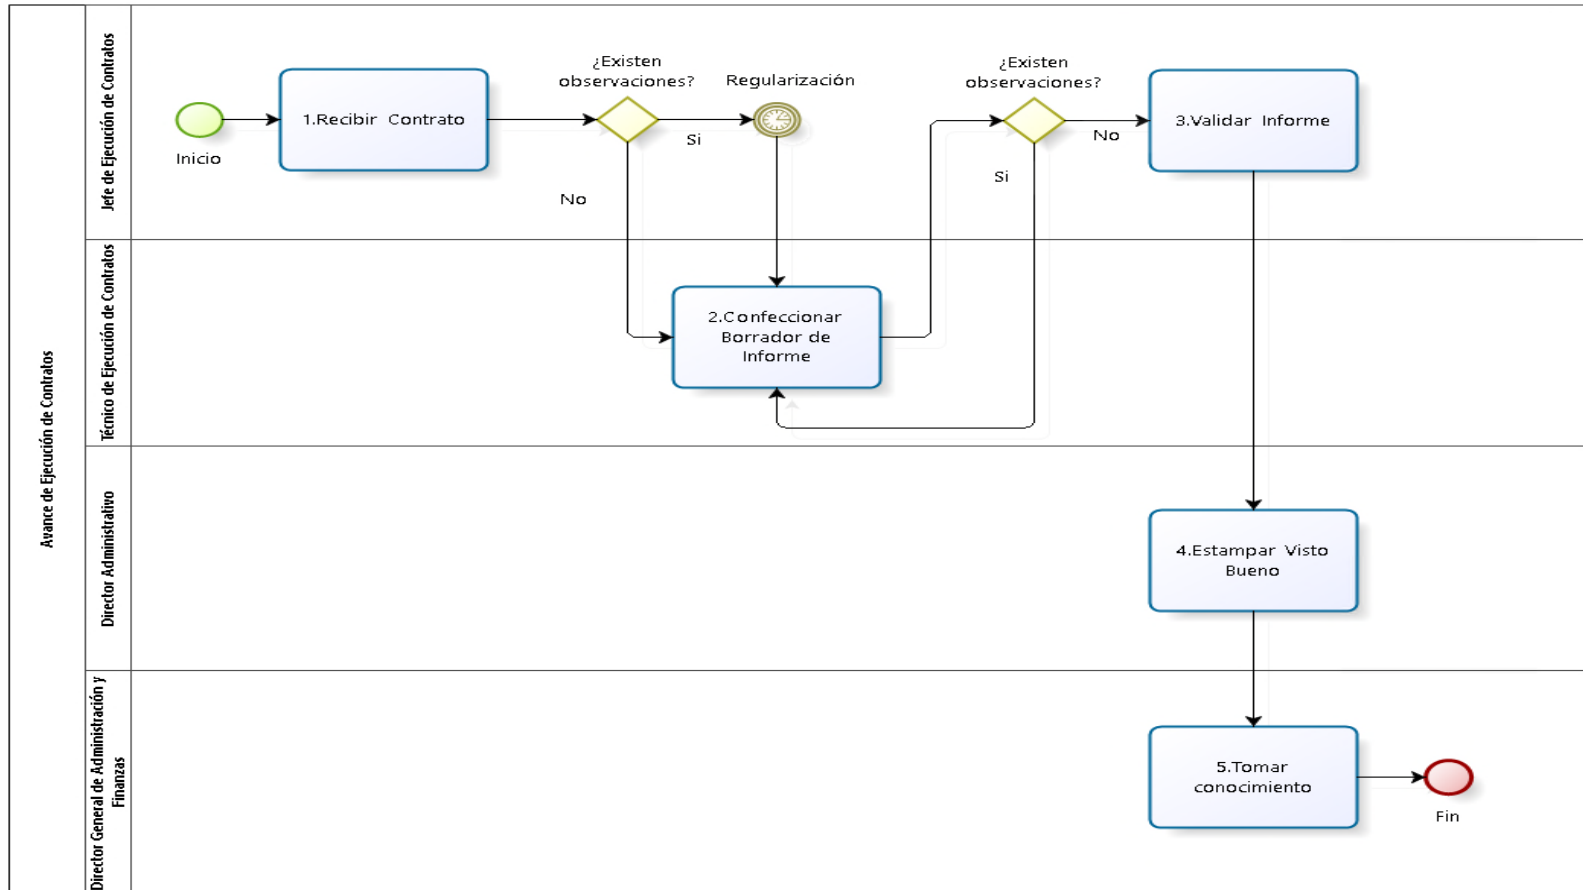 Avance de Ejecución de Contratos
Jefe de Ejecución de Contratos
Inicio
1.Recibir Contrato
¿Existen
observaciones?
Si
No
Regularización
¿Existen
observaciones?
No
Si
3.Validar Informe
Técnico de Ejecución de Contratos
2.Confeccionar
Borrador de
Informe
Director Administrativo
4.Estampar Visto
Bueno
Director General de Administración y
Finanzas
5.Tomar
conocimiento
Fin